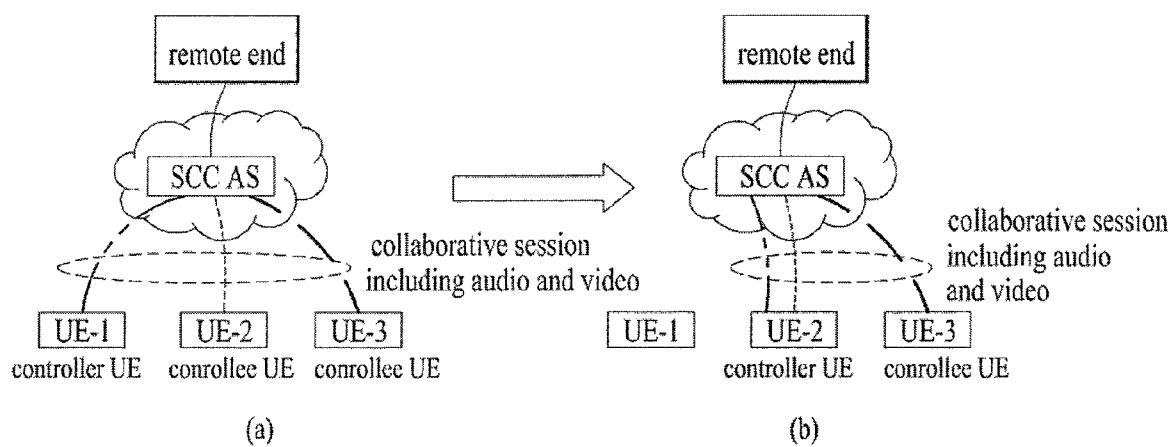 remote end
SCC AS
collaborative session
including audio and video
UE-1
UE-2
UE-3
controller UE
conrollee UE
conrollee UE
(a)
remote end
SCC AS
collaborative session
including audio
and video
UE-1
UE-2
UE-3
controller UE
conrollee UE
(b)